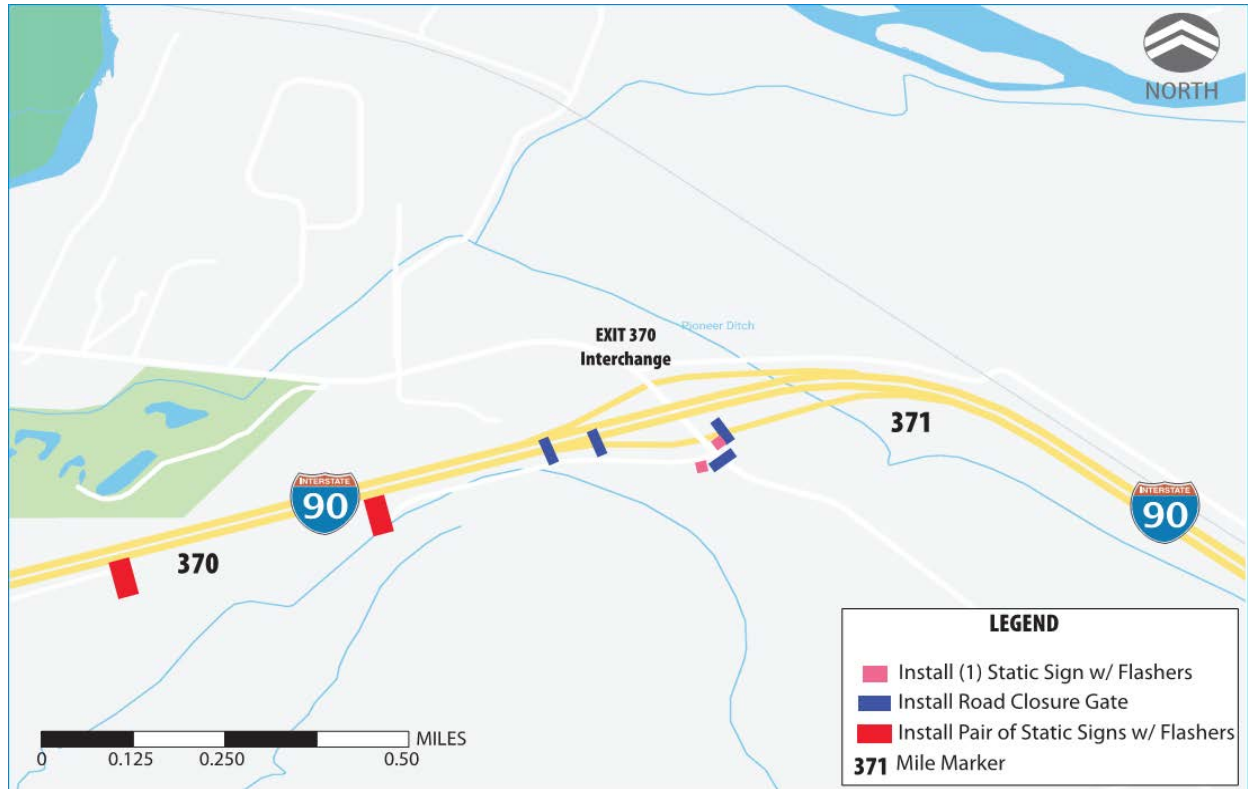 NORTH
Pioneer Ditch
EXIT 370
Interchange
371
INTERSTATE
90
INTERSTATE
90
370
LEGEND
Install (1) Static Sign w/ Flashers
Install Road Closure Gate
Install Pair of Static Signs w/ Flashers
371 Mile Marker
MILES
0 0.125 0.250 0.50